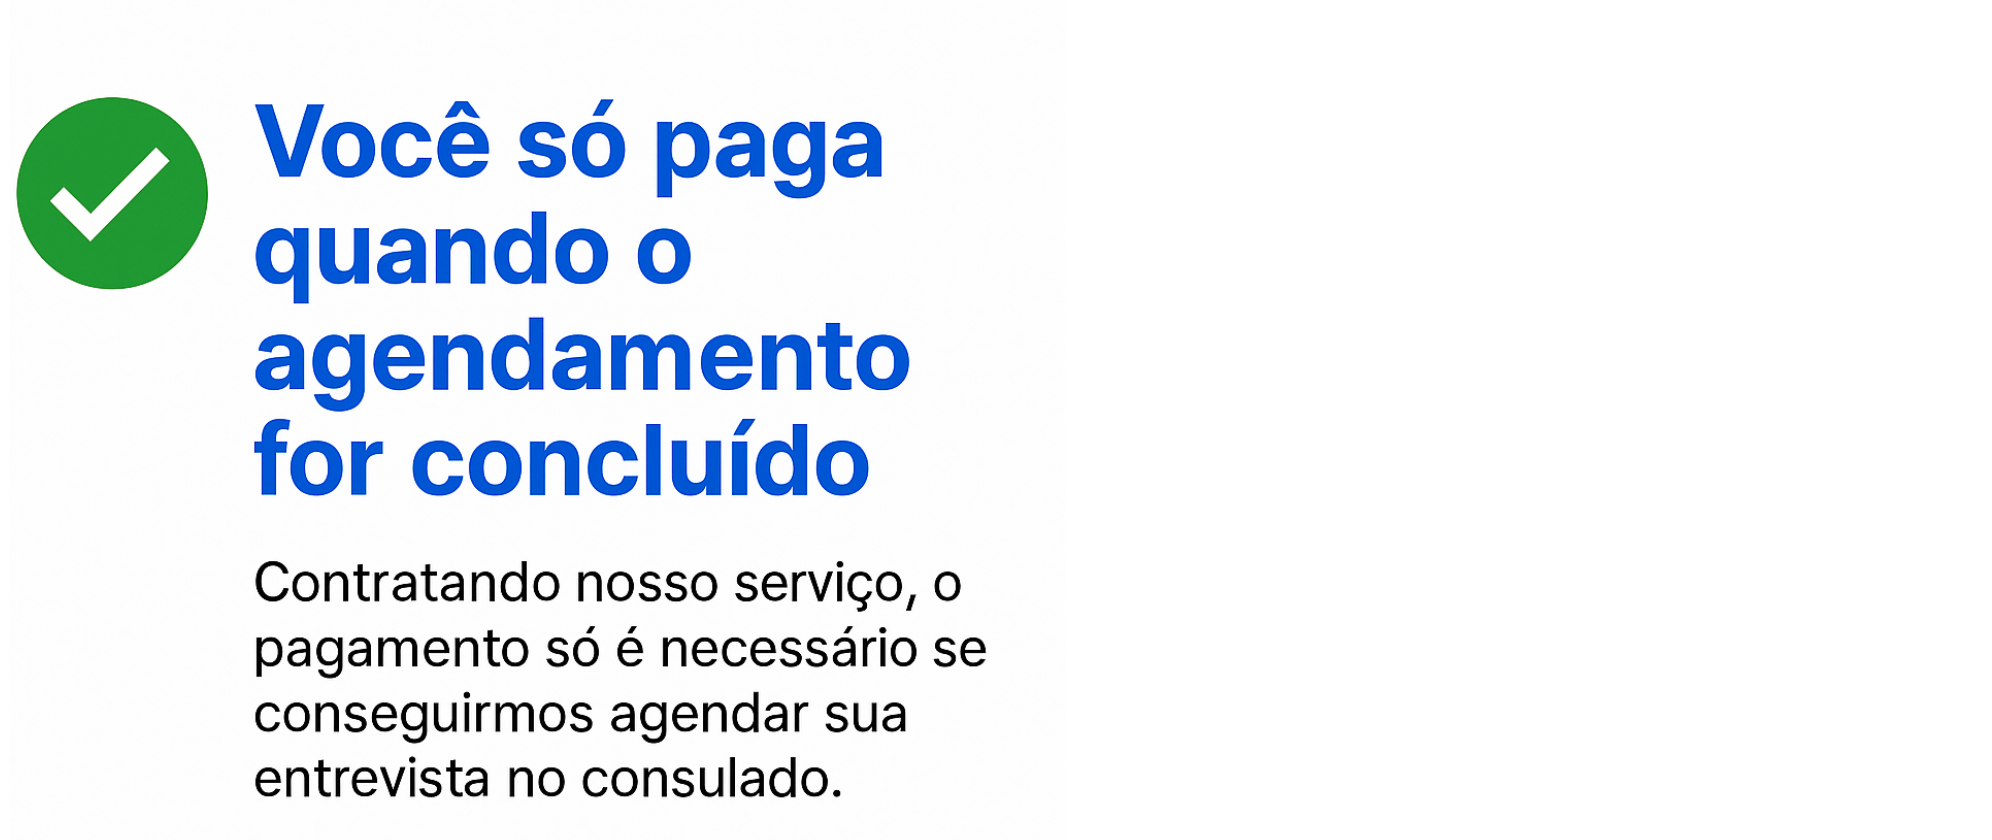 Você só paga
quando o
agendamento
for concluído
Contratando nosso serviço, o
pagamento só é necessário se
conseguirmos agendar sua
entrevista no consulado.